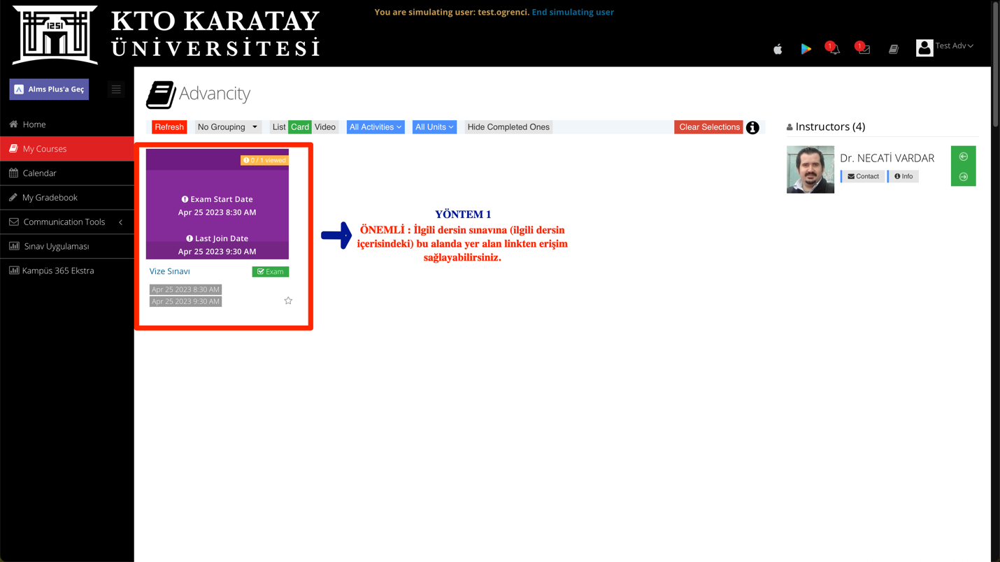 You are simulating user: test.ogrenci. End simulating user
1251
KTO KARATAY
ÜNİVERSİTESİ
1
1
Test Adv
Alms Plus'a Geç
Home
My Courses
Calendar
My Gradebook
Communication Tools
Sınav Uygulaması
Kampüs 365 Ekstra
Advancity
Refresh No Grouping List Card Video All Activities All Units Hide Completed Ones Clear Selections
0 / 1 viewed
Exam Start Date
Apr 25 2023 8:30 AM
Last Join Date
Apr 25 2023 9:30 AM
Vize Sınavı Exam
Apr 25 2023 8:30 AM
Apr 25 2023 9:30 AM
YÖNTEM 1
ÖNEMLİ : İlgili dersin sınavına (ilgili dersin
içerisindeki) bu alanda yer alan linkten erişim
sağlayabilirsiniz.
Instructors (4)
Dr. NECATİ VARDAR
Contact Info